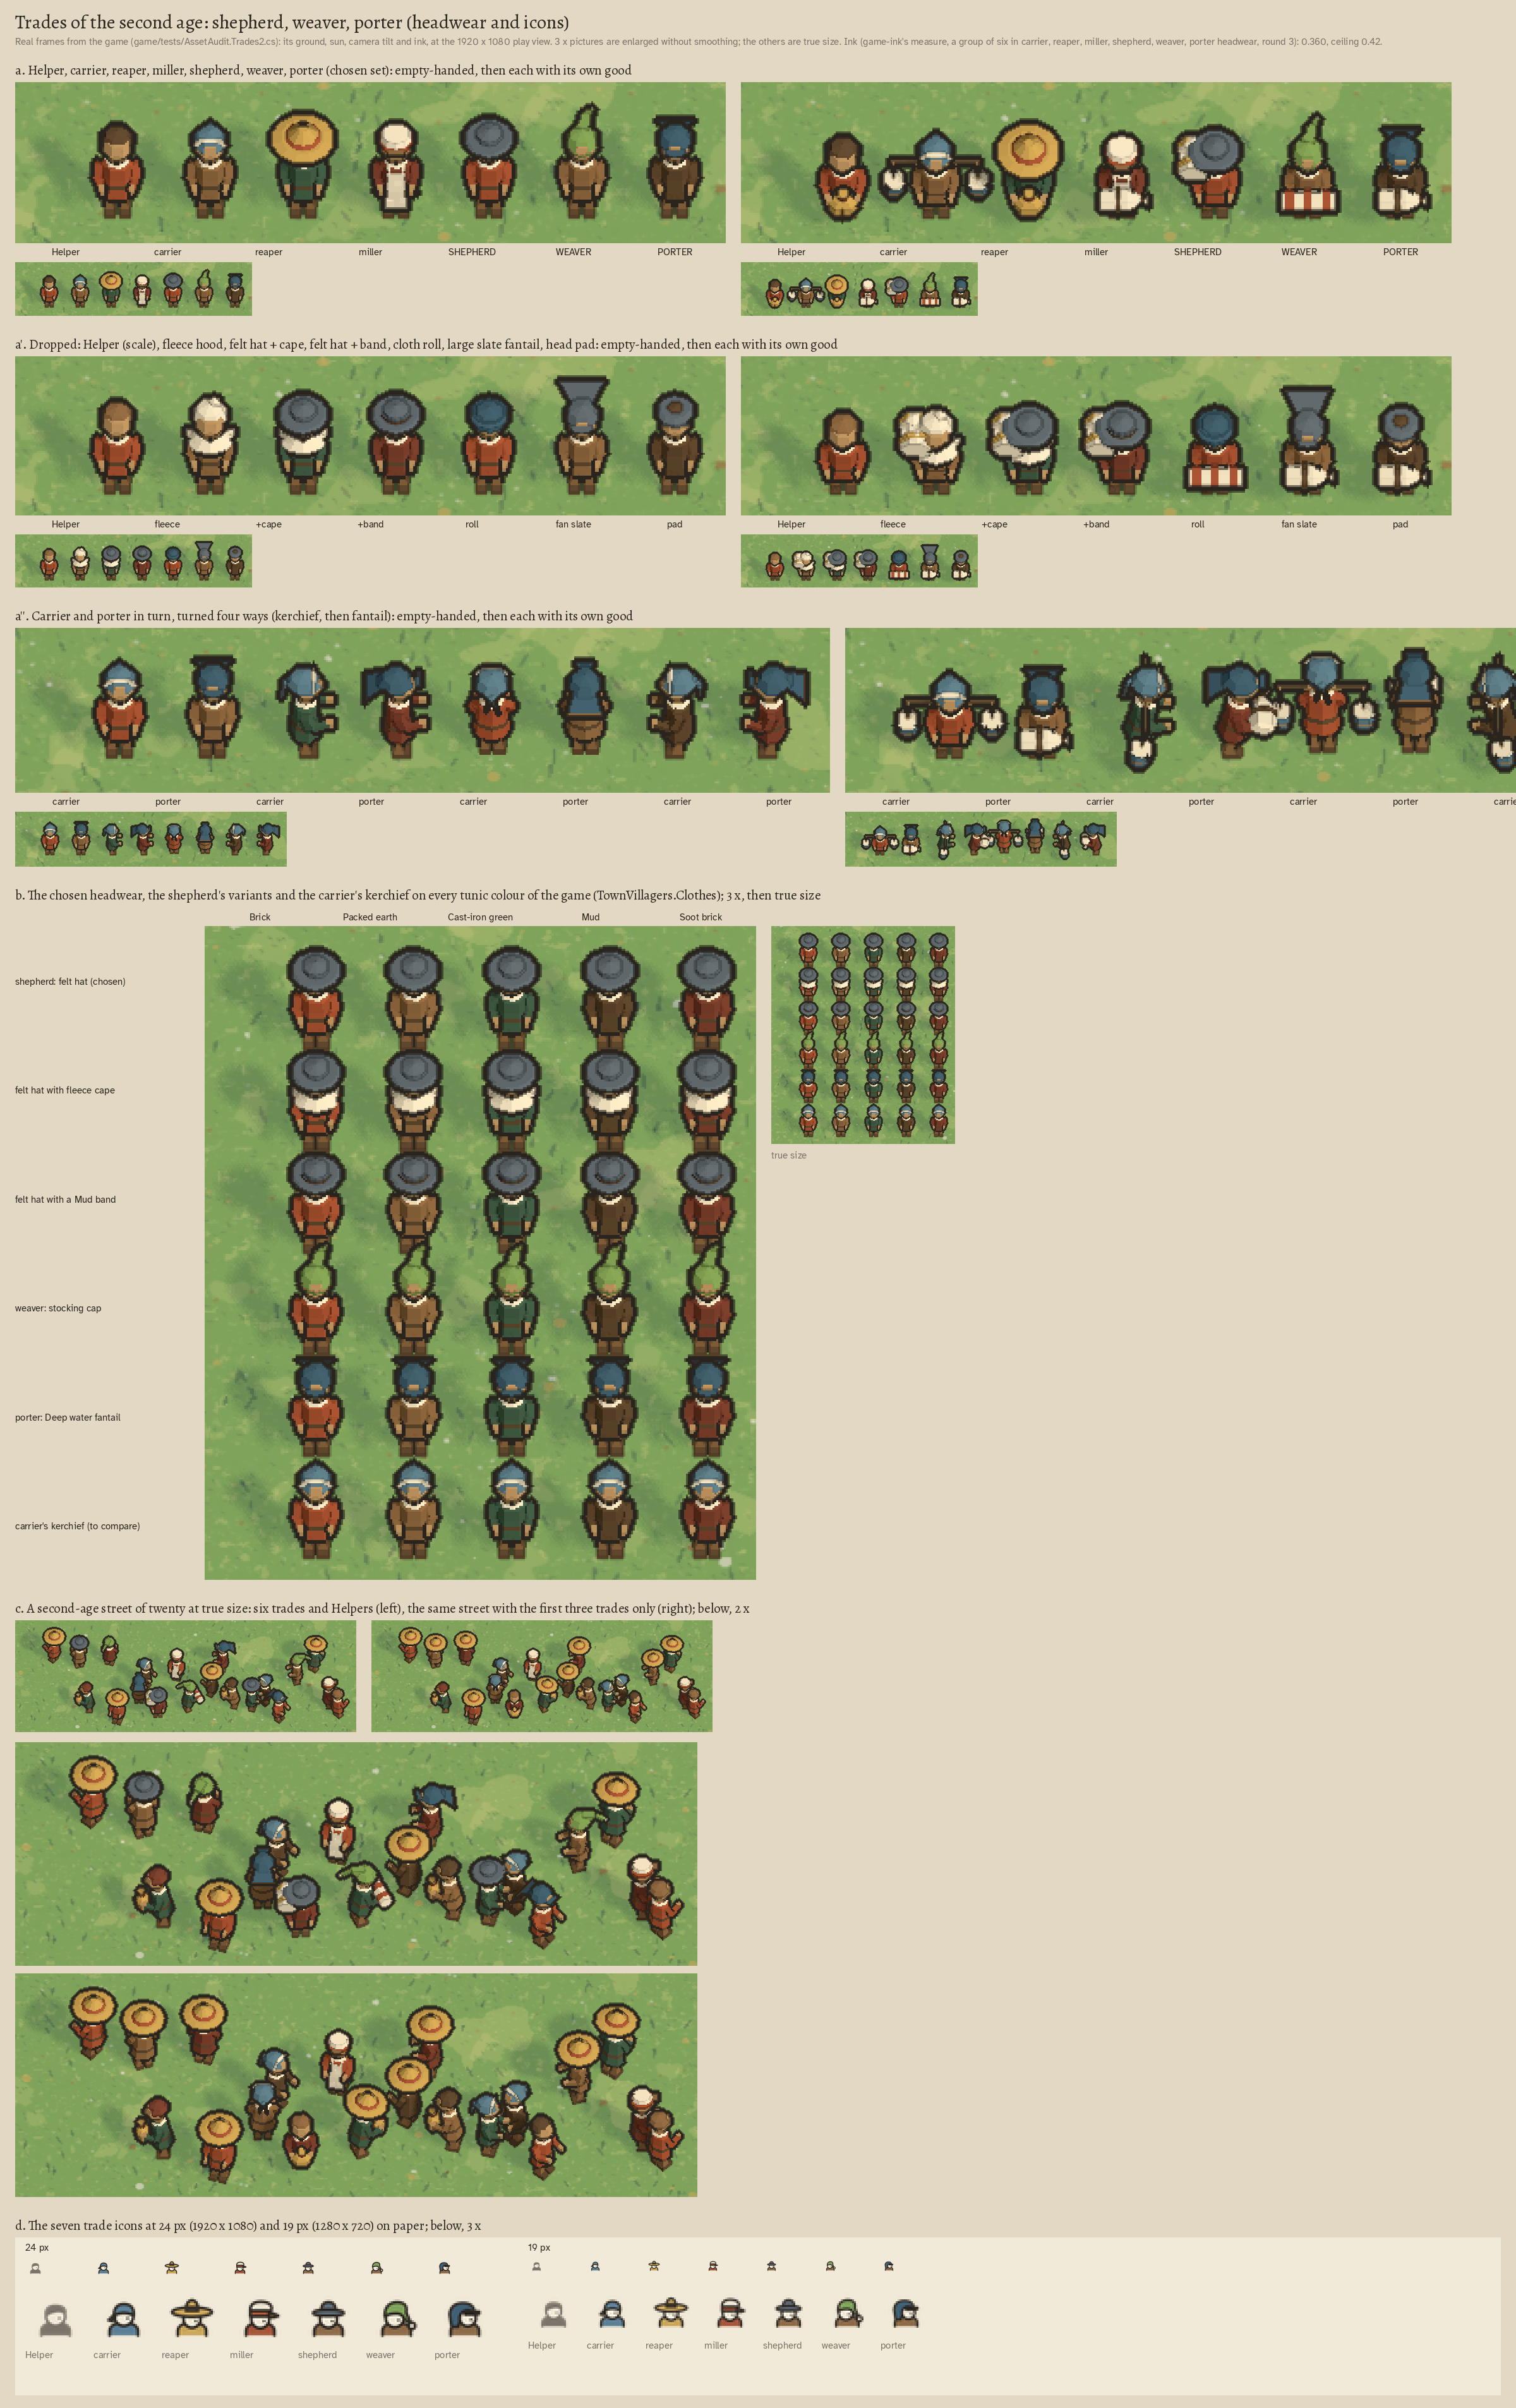 Trades of the second age: shepherd, weaver, porter (headwear and icons)
Real frames from the game (game/tests/AssetAudit.Trades2.cs): its ground, sun, camera tilt and ink, at the 1920 x 1080 play view. 3 x pictures are enlarged without smoothing; the others are true size. Ink (game-ink's measure, a group of six in carrier, reaper, miller, shepherd, weaver, porter headwear, round 3): 0.360, ceiling 0.42.
a. Helper, carrier, reaper, miller, shepherd, weaver, porter (chosen set): empty-handed, then each with its own good
Helper carrier reaper miller SHEPHERD WEAVER PORTER
Helper carrier reaper miller SHEPHERD WEAVER PORTER
a'. Dropped: Helper (scale), fleece hood, felt hat + cape, felt hat + band, cloth roll, large slate fantail, head pad: empty-handed, then each with its own good
Helper fleece +cape +band roll fan slate pad
Helper fleece +cape +band roll fan slate pad
a''. Carrier and porter in turn, turned four ways (kerchief, then fantail): empty-handed, then each with its own good
carrier porter carrier porter carrier porter carrier porter
carrier porter carrier porter carrier porter carrie
b. The chosen headwear, the shepherd's variants and the carrier's kerchief on every tunic colour of the game (TownVillagers.Clothes); 3 x, then true size
Brick Packed earth Cast-iron green Mud Soot brick
shepherd: felt hat (chosen)
felt hat with fleece cape
true size
felt hat with a Mud band
weaver: stocking cap
porter: Deep water fantail
carrier's kerchief (to compare)
c. A second-age street of twenty at true size: six trades and Helpers (left), the same street with the first three trades only (right); below, 2 x
d. The seven trade icons at 24 px (1920 x 1080) and 19 px (1280 x 720) on paper; below, 3 x
24 px
19 px
Helper carrier reaper miller shepherd weaver porter
Helper carrier reaper miller shepherd weaver porter